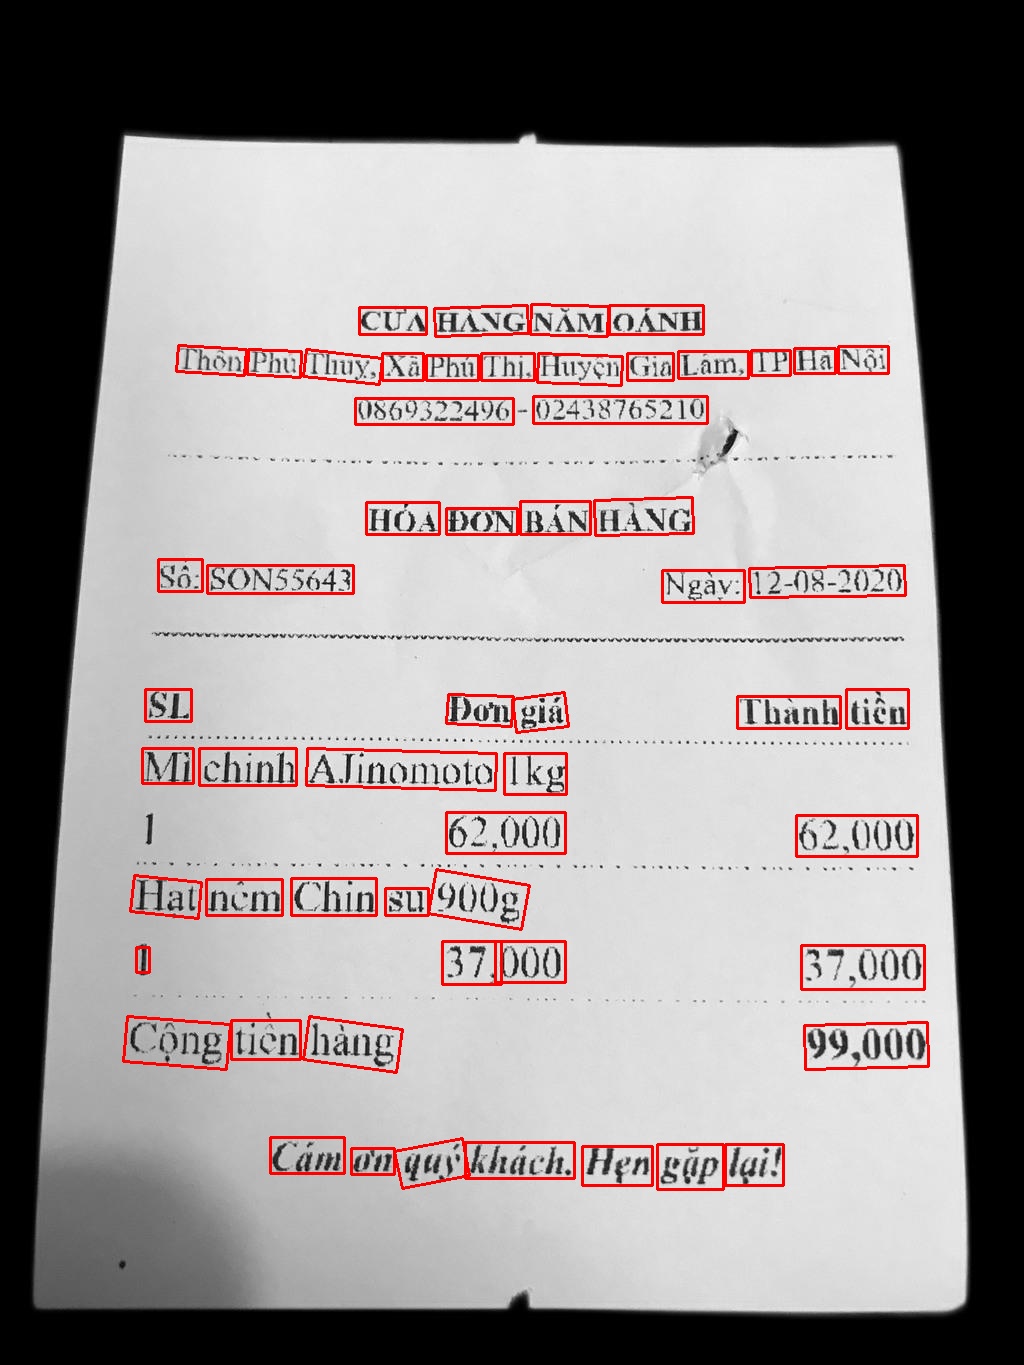 CỬA HÀNG NĂM OÁNH
Thôn Phú Thụy, Xã Phú Thị, Huyện Gia Lâm, TP Hà Nội
0869322496 - 02438765210
HÓA ĐƠN BÁN HÀNG
Số: SON55643 Ngày: 12-08-2020
SL Đơn giá Thành tiền
Mì chinh AJinomoto 1kg
1 62,000 62,000
Hạt nêm Chin su 900g
1 37,000 37,000
Cộng tiền hàng 99,000
Cám ơn quý khách. Hẹn gặp lại!